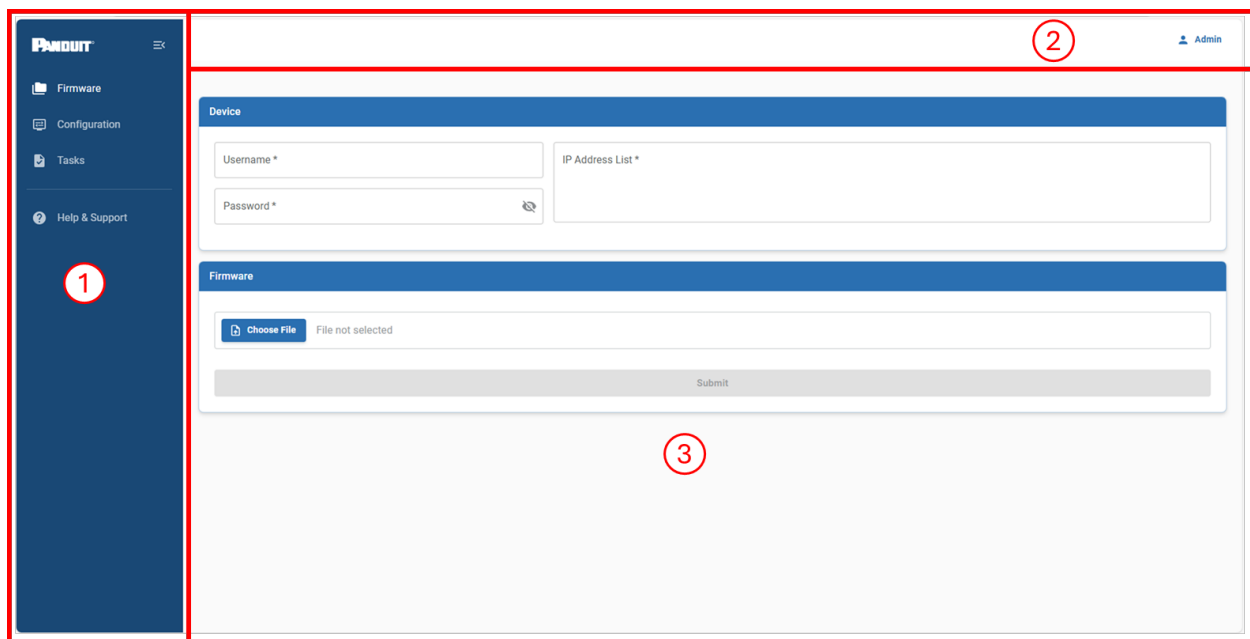 PANDUIT
Firmware
Configuration
Tasks
Help & Support
1
2
Admin
Device
Username *
IP Address List *
Password *
Firmware
Choose File
File not selected
Submit
3